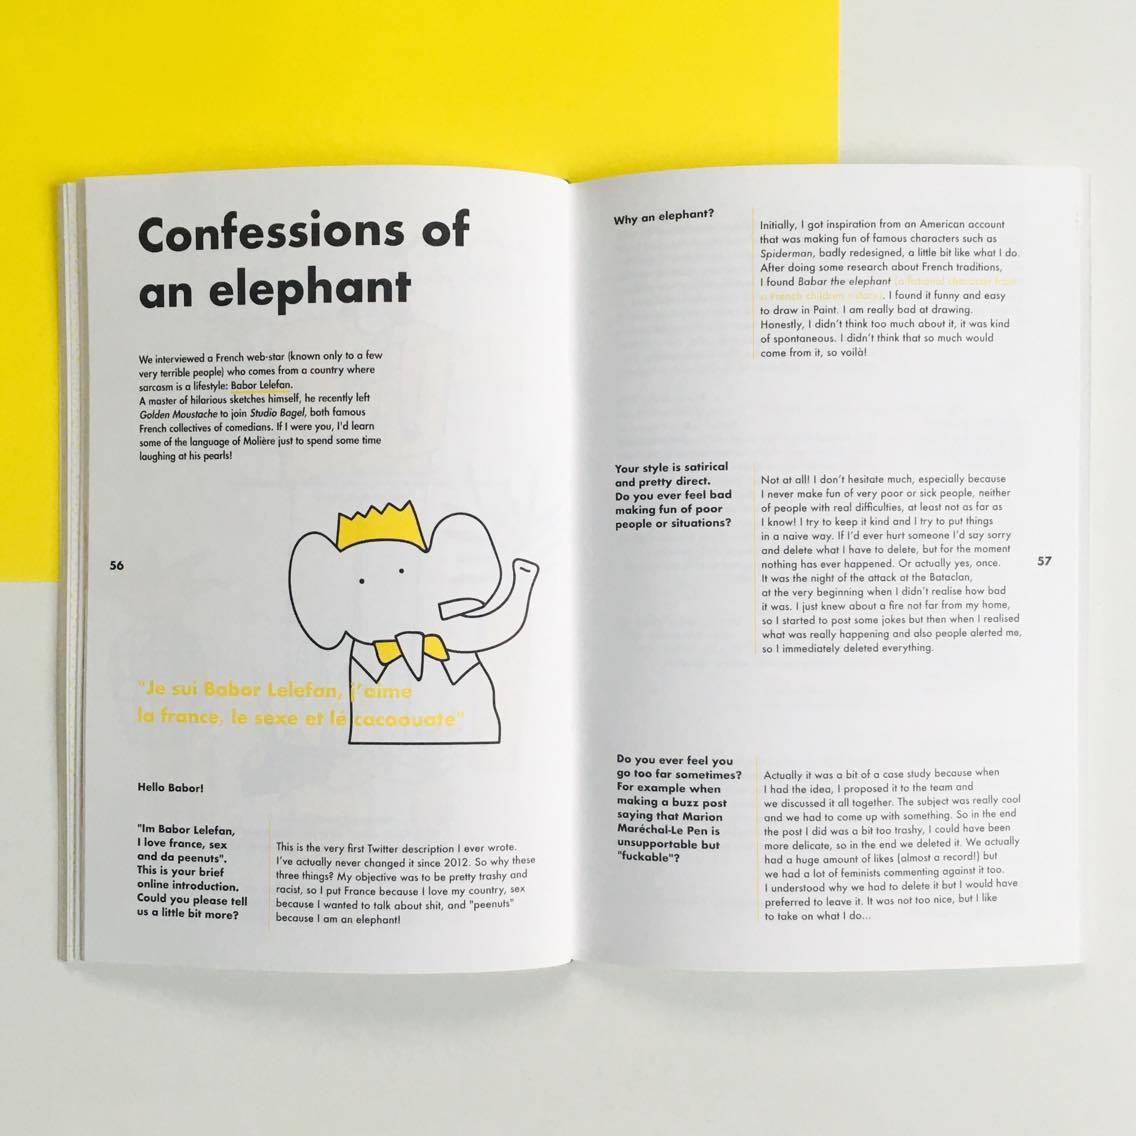 Confessions of
an elephant
We interviewed a French web-star (known only to a few
very terrible people) who comes from a country where
sarcasm is a lifestyle: Babor Lelefan.
A master of hilarious sketches himself, he recently left
Golden Moustache to join Studio Bagel, both famous
French collectives of comedians. If I were you, I'd learn
some of the language of Molière just to spend some time
laughing at his pearls!
56
"Je sui Babor Lelefan, j'aime
la france, le sexe et lé cacaouate"
Hello Babor!
"Im Babor Lelefan,
I love france, sex
and da peenuts".
This is your brief
online introduction.
Could you please tell
us a little bit more?
This is the very first Twitter description I ever wrote.
I've actually never changed it since 2012. So why these
three things? My objective was to be pretty trashy and
racist, so I put France because I love my country, sex
because I wanted to talk about shit, and "peenuts"
because I am an elephant!
Why an elephant?
Initially, I got inspiration from an American account
that was making fun of famous characters such as
Spiderman, badly redesigned, a little bit like what I do.
After doing some research about French traditions,
I found Babar the elephant (a fictional character from
a French children's story). I found it funny and easy
to draw in Paint. I am really bad at drawing.
Honestly, I didn't think too much about it, it was kind
of spontaneous. I didn't think that so much would
come from it, so voilà!
Your style is satirical
and pretty direct.
Do you ever feel bad
making fun of poor
people or situations?
Not at all! I don't hesitate much, especially because
I never make fun of very poor or sick people, neither
of people with real difficulties, at least not as far as
I know! I try to keep it kind and I try to put things
in a naive way. If I'd ever hurt someone I'd say sorry
and delete what I have to delete, but for the moment
nothing has ever happened. Or actually yes, once.
It was the night of the attack at the Bataclan,
at the very beginning when I didn't realise how bad
it was. I just knew about a fire not far from my home,
so I started to post some jokes but then when I realised
what was really happening and also people alerted me,
so I immediately deleted everything.
57
Do you ever feel you
go too far sometimes?
For example when
making a buzz post
saying that Marion
Maréchal-Le Pen is
unsupportable but
"fuckable"?
Actually it was a bit of a case study because when
I had the idea, I proposed it to the team and
we discussed it all together. The subject was really cool
and we had to come up with something. So in the end
the post I did was a bit too trashy, I could have been
more delicate, so in the end we deleted it. We actually
had a huge amount of likes (almost a record!) but
we had a lot of feminists commenting against it too.
I understood why we had to delete it but I would have
preferred to leave it. It was not too nice, but I like
to take on what I do...